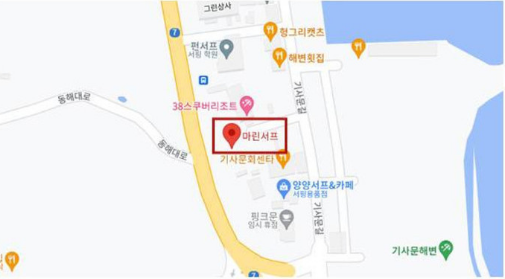 그린상사
7
헝그리캣츠
펀서프
서핑 학원
해변횟집
기사문길
동해대로
38스쿠버리조트
마린서프
동해대로
기사문회센타
양양서프&카페
서핑용품점
핑크문
임시 휴점
기사문길
기사문해변
7